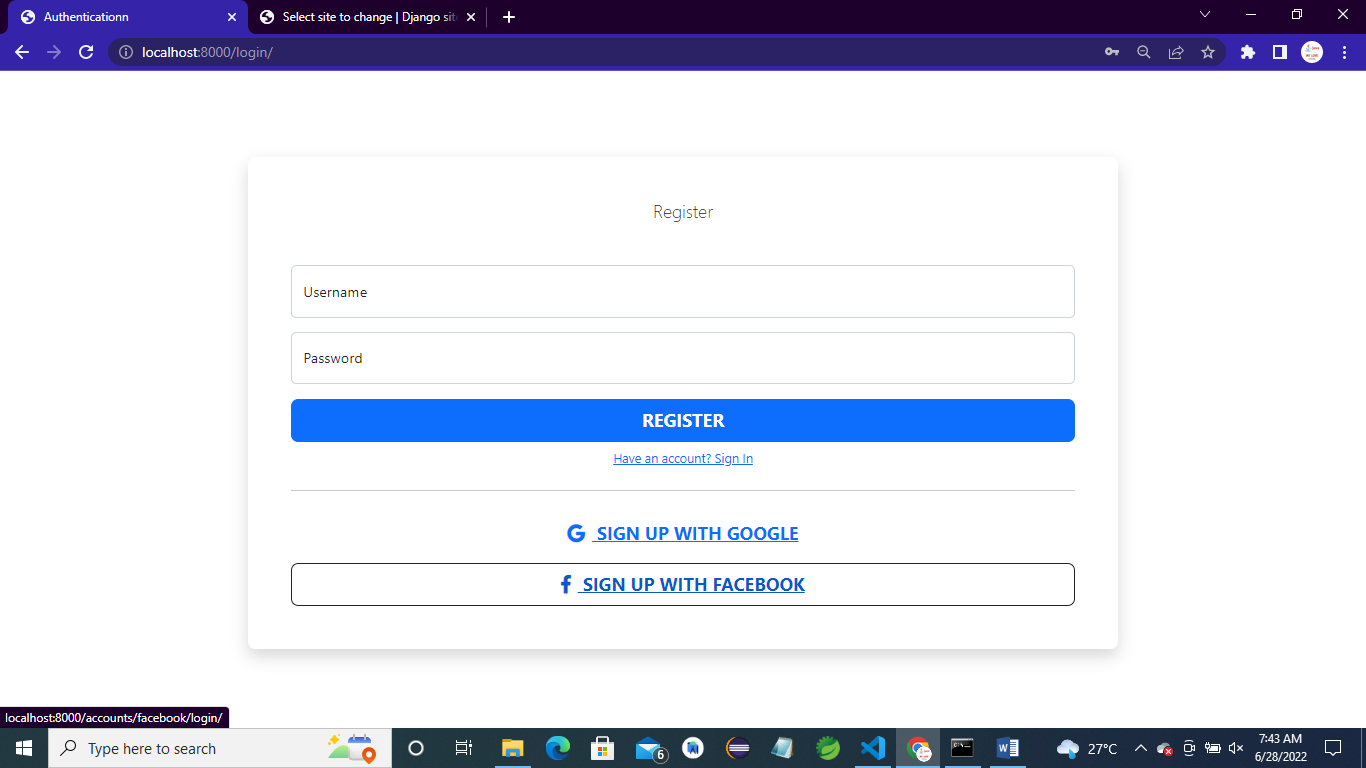 Authenticationn
Select site to change | Django sit
localhost:8000/login/
Register
Username
Password
REGISTER
Have an account? Sign In
SIGN UP WITH GOOGLE
SIGN UP WITH FACEBOOK
localhost:8000/accounts/facebook/login/
Type here to search
6
27°C
7:43 AM
6/28/2022